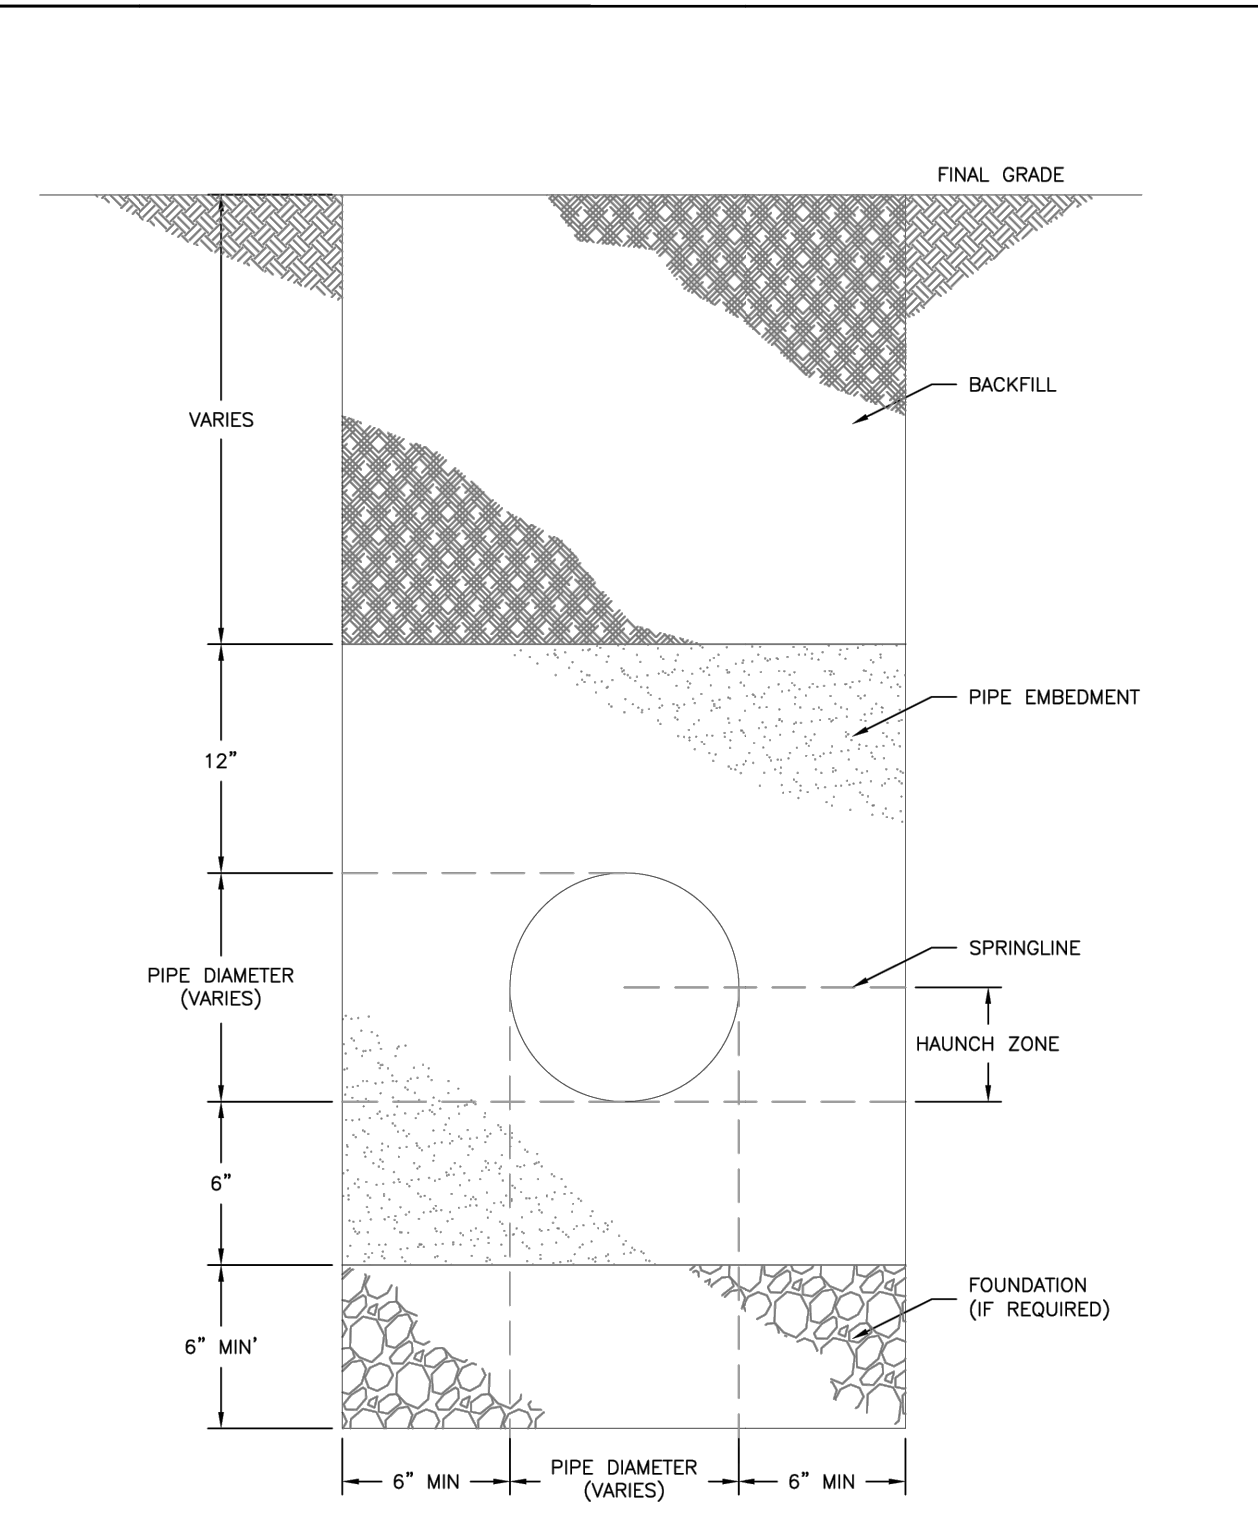 FINAL GRADE
BACKFILL
VARIES
PIPE EMBEDMENT
12”
SPRINGLINE
PIPE DIAMETER
(VARIES)
HAUNCH ZONE
6”
FOUNDATION
(IF REQUIRED)
6” MIN’
6” MIN
PIPE DIAMETER
(VARIES)
6” MIN